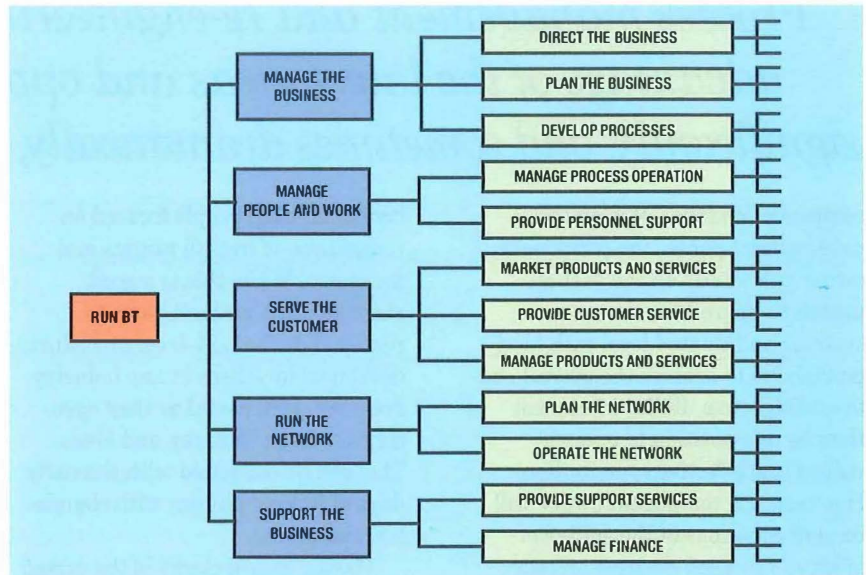 RUN BT
MANAGE THE
BUSINESS
MANAGE
PEOPLE AND WORK
SERVE THE
CUSTOMER
RUN THE
NETWORK
SUPPORT THE
BUSINESS
DIRECT THE BUSINESS
PLAN THE BUSINESS
DEVELOP PROCESSES
MANAGE PROCESS OPERATION
PROVIDE PERSONNEL SUPPORT
MARKET PRODUCTS AND SERVICES
PROVIDE CUSTOMER SERVICE
MANAGE PRODUCTS AND SERVICES
PLAN THE NETWORK
OPERATE THE NETWORK
PROVIDE SUPPORT SERVICES
MANAGE FINANCE